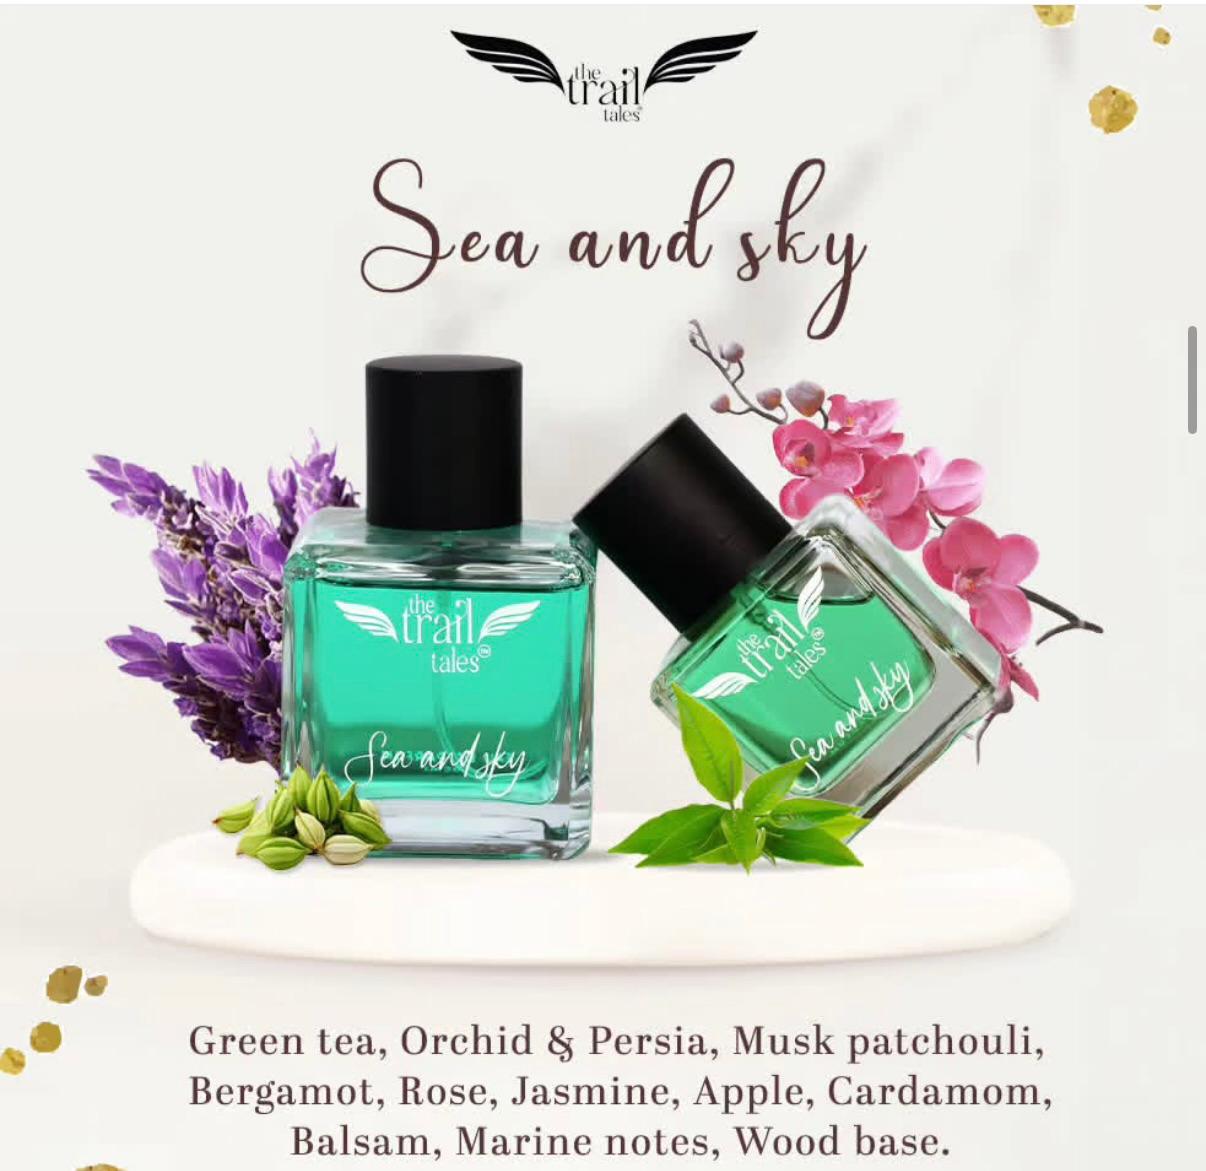 the
trail
tales
Sea and sky
the
trail
tales TM
Sea and sky
the
trail
tales
Sea and sky
Green tea, Orchid & Persia, Musk patchouli,
Bergamot, Rose, Jasmine, Apple, Cardamom,
Balsam, Marine notes, Wood base.